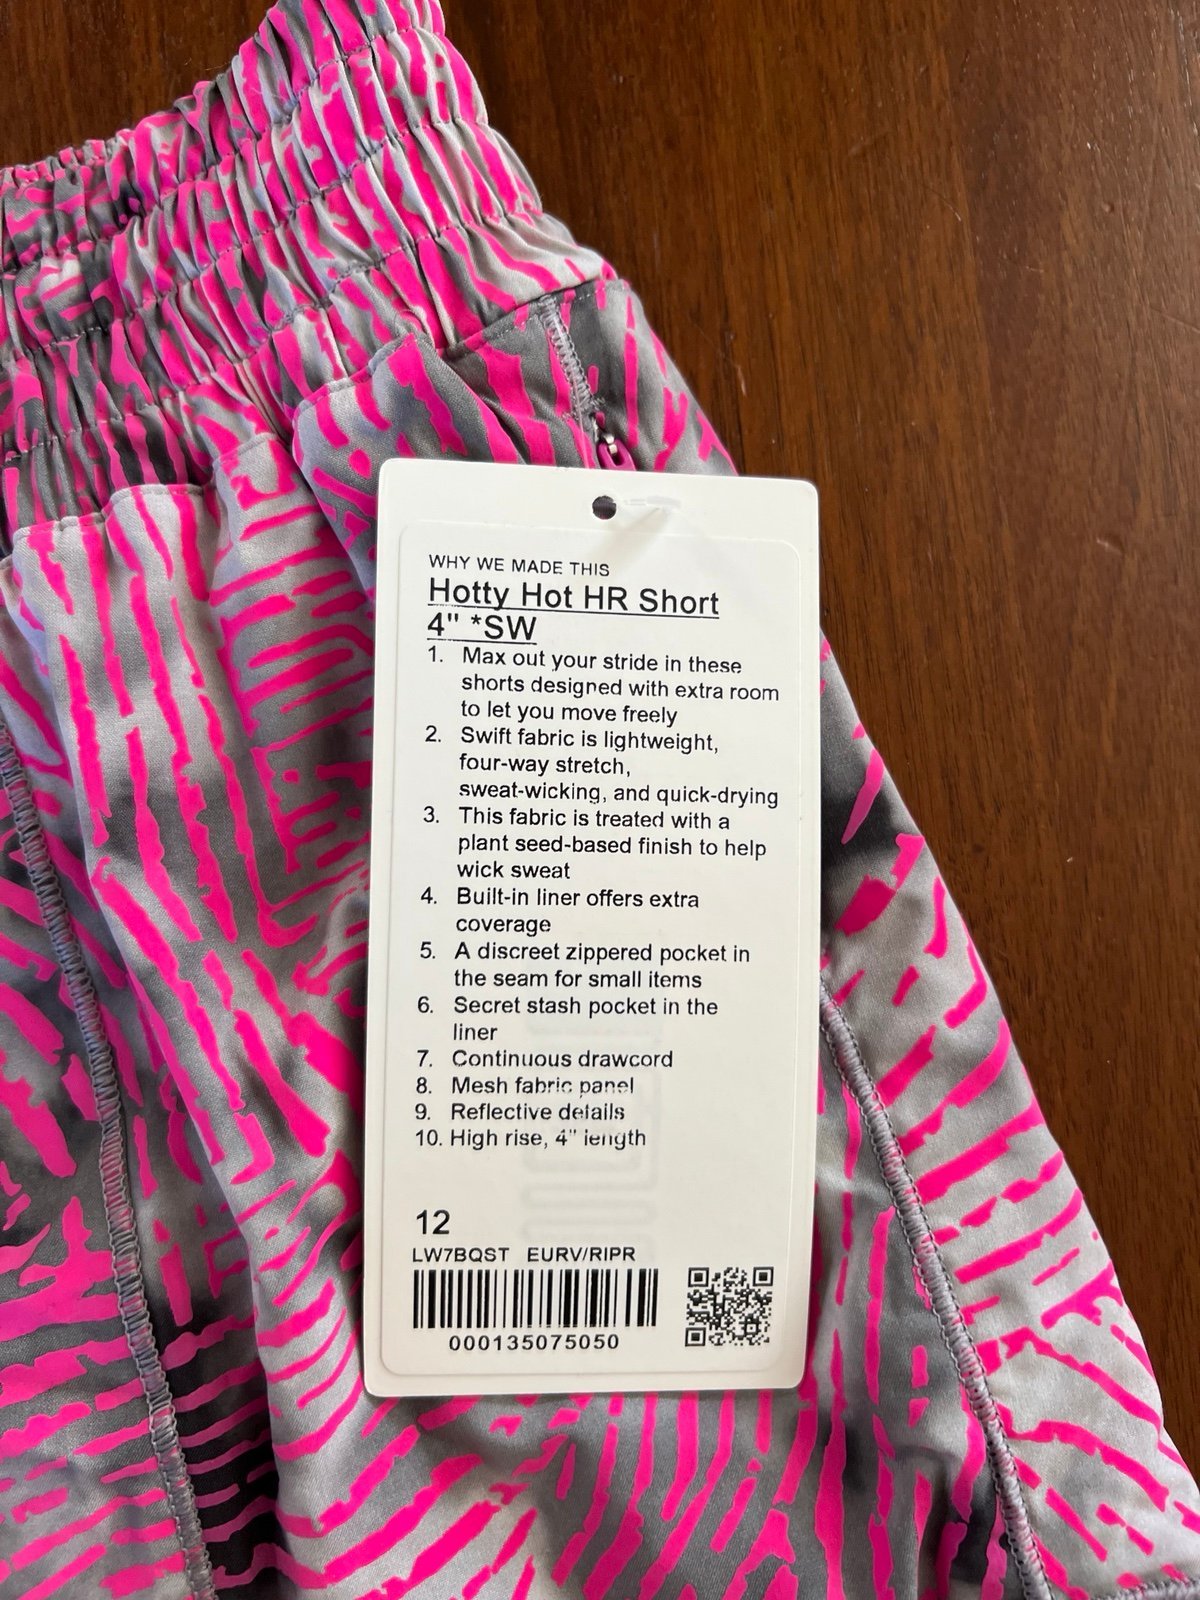 WHY WE MADE THIS
Hotty Hot HR Short
4" *SW
1. Max out your stride in these
shorts designed with extra room
to let you move freely
2. Swift fabric is lightweight,
four-way stretch,
sweat-wicking, and quick-drying
3. This fabric is treated with a
plant seed-based finish to help
wick sweat
4. Built-in liner offers extra
coverage
5. A discreet zippered pocket in
the seam for small items
6. Secret stash pocket in the
liner
7. Continuous drawcord
8. Mesh fabric panel
9. Reflective details
10. High rise, 4" length
12
LW7BQST EURV/RIPR
000135075050